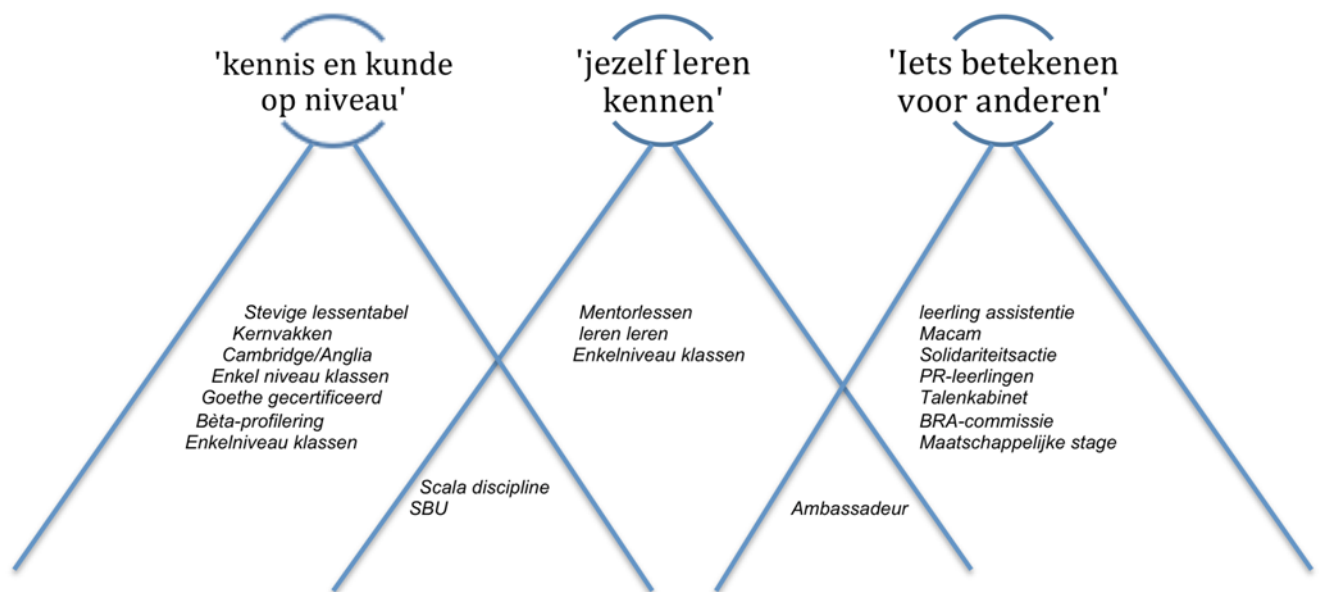 'kennis en kunde
op niveau'
'jezelf leren
kennen'
'Iets betekenen
voor anderen'
Stevige lessentabel
Kernvakken
Cambridge/Anglia
Enkel niveau klassen
Goethe gecertificeerd
Bèta-profilering
Enkelniveau klassen
Mentorlessen
leren leren
Enkelniveau klassen
leerling assistentie
Macam
Solidariteitsactie
PR-leerlingen
Talenkabinet
BRA-commissie
Maatschappelijke stage
Scala discipline
SBU
Ambassadeur